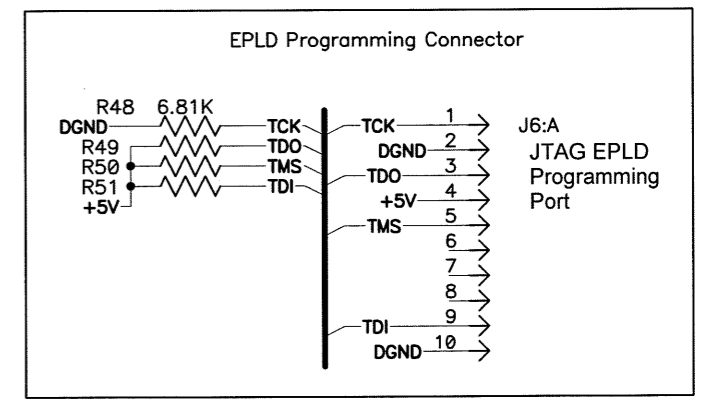 EPLD Programming Connector
R48 6.81K
DGND TCK
R49 TDO
R50 TMS
R51 TDI
+5V
TCK 1
DGND 2
TDO 3
+5V 4
TMS 5
6
7
8
TDI 9
DGND 10
J6:A
JTAG EPLD
Programming
Port